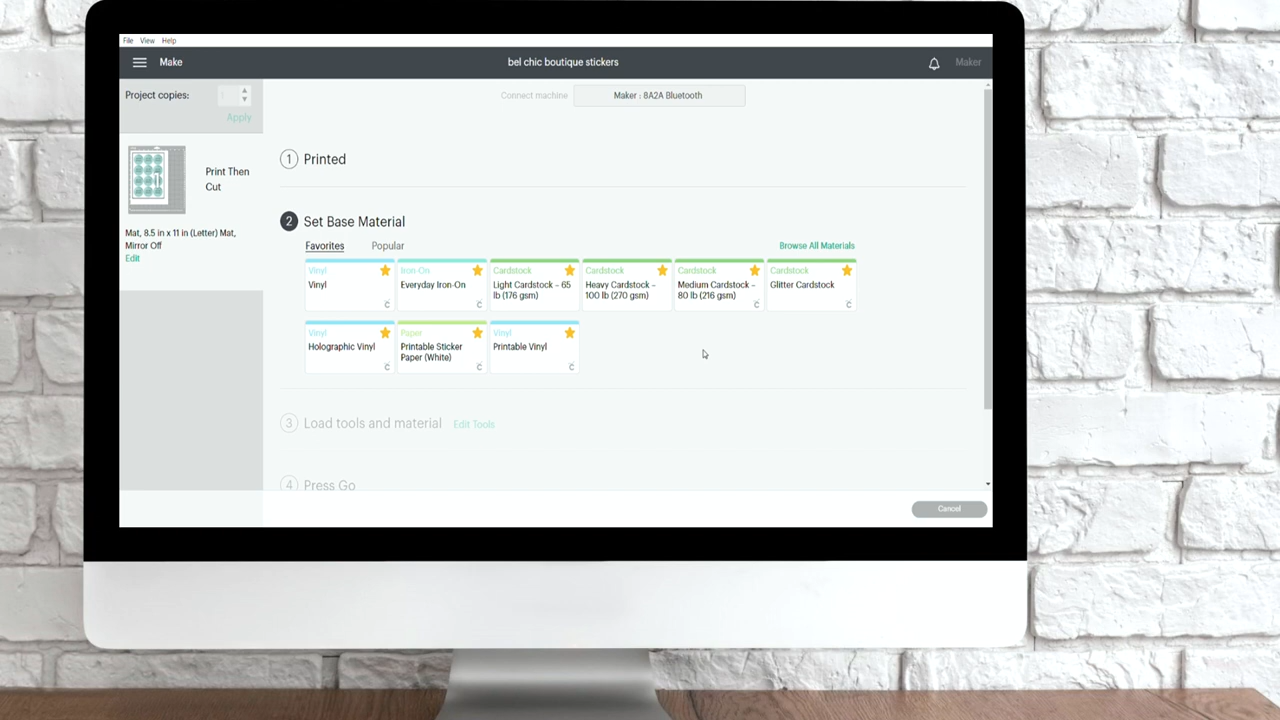 File View Help
Make
bel chic boutique stickers
Maker
Project copies:
Apply
Connect machine
Maker : 8A2A Bluetooth
Print Then
Cut
Mat, 8.5 in x 11 in (Letter) Mat,
Mirror Off
Edit
1 Printed
2 Set Base Material
Favorites Popular
Browse All Materials
Vinyl
Vinyl
C
Iron-On
Everyday Iron-On
C
Cardstock
Light Cardstock – 65
lb (176 gsm)
C
Cardstock
Heavy Cardstock –
100 lb (270 gsm)
Cardstock
Medium Cardstock –
80 lb (216 gsm)
C
Cardstock
Glitter Cardstock
C
Vinyl
Holographic Vinyl
C
Paper
Printable Sticker
Paper (White)
C
Vinyl
Printable Vinyl
C
3 Load tools and material Edit Tools
4 Press Go
Cancel